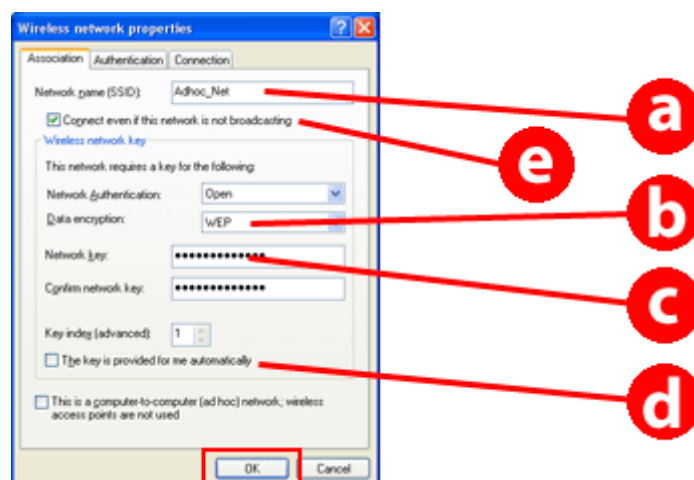 Wireless network properties
Association Authentication Connection
Network name (SSID): Adhoc_Net
a
Connect even if this network is not broadcasting
e
Wireless network key
This network requires a key for the following:
Network Authentication: Open
Data encryption: WEP
b
Network key: •••••••••••••
c
Confirm network key: •••••••••••••
Key index (advanced): 1
The key is provided for me automatically
d
This is a computer-to-computer (ad hoc) network; wireless
access points are not used
OK Cancel